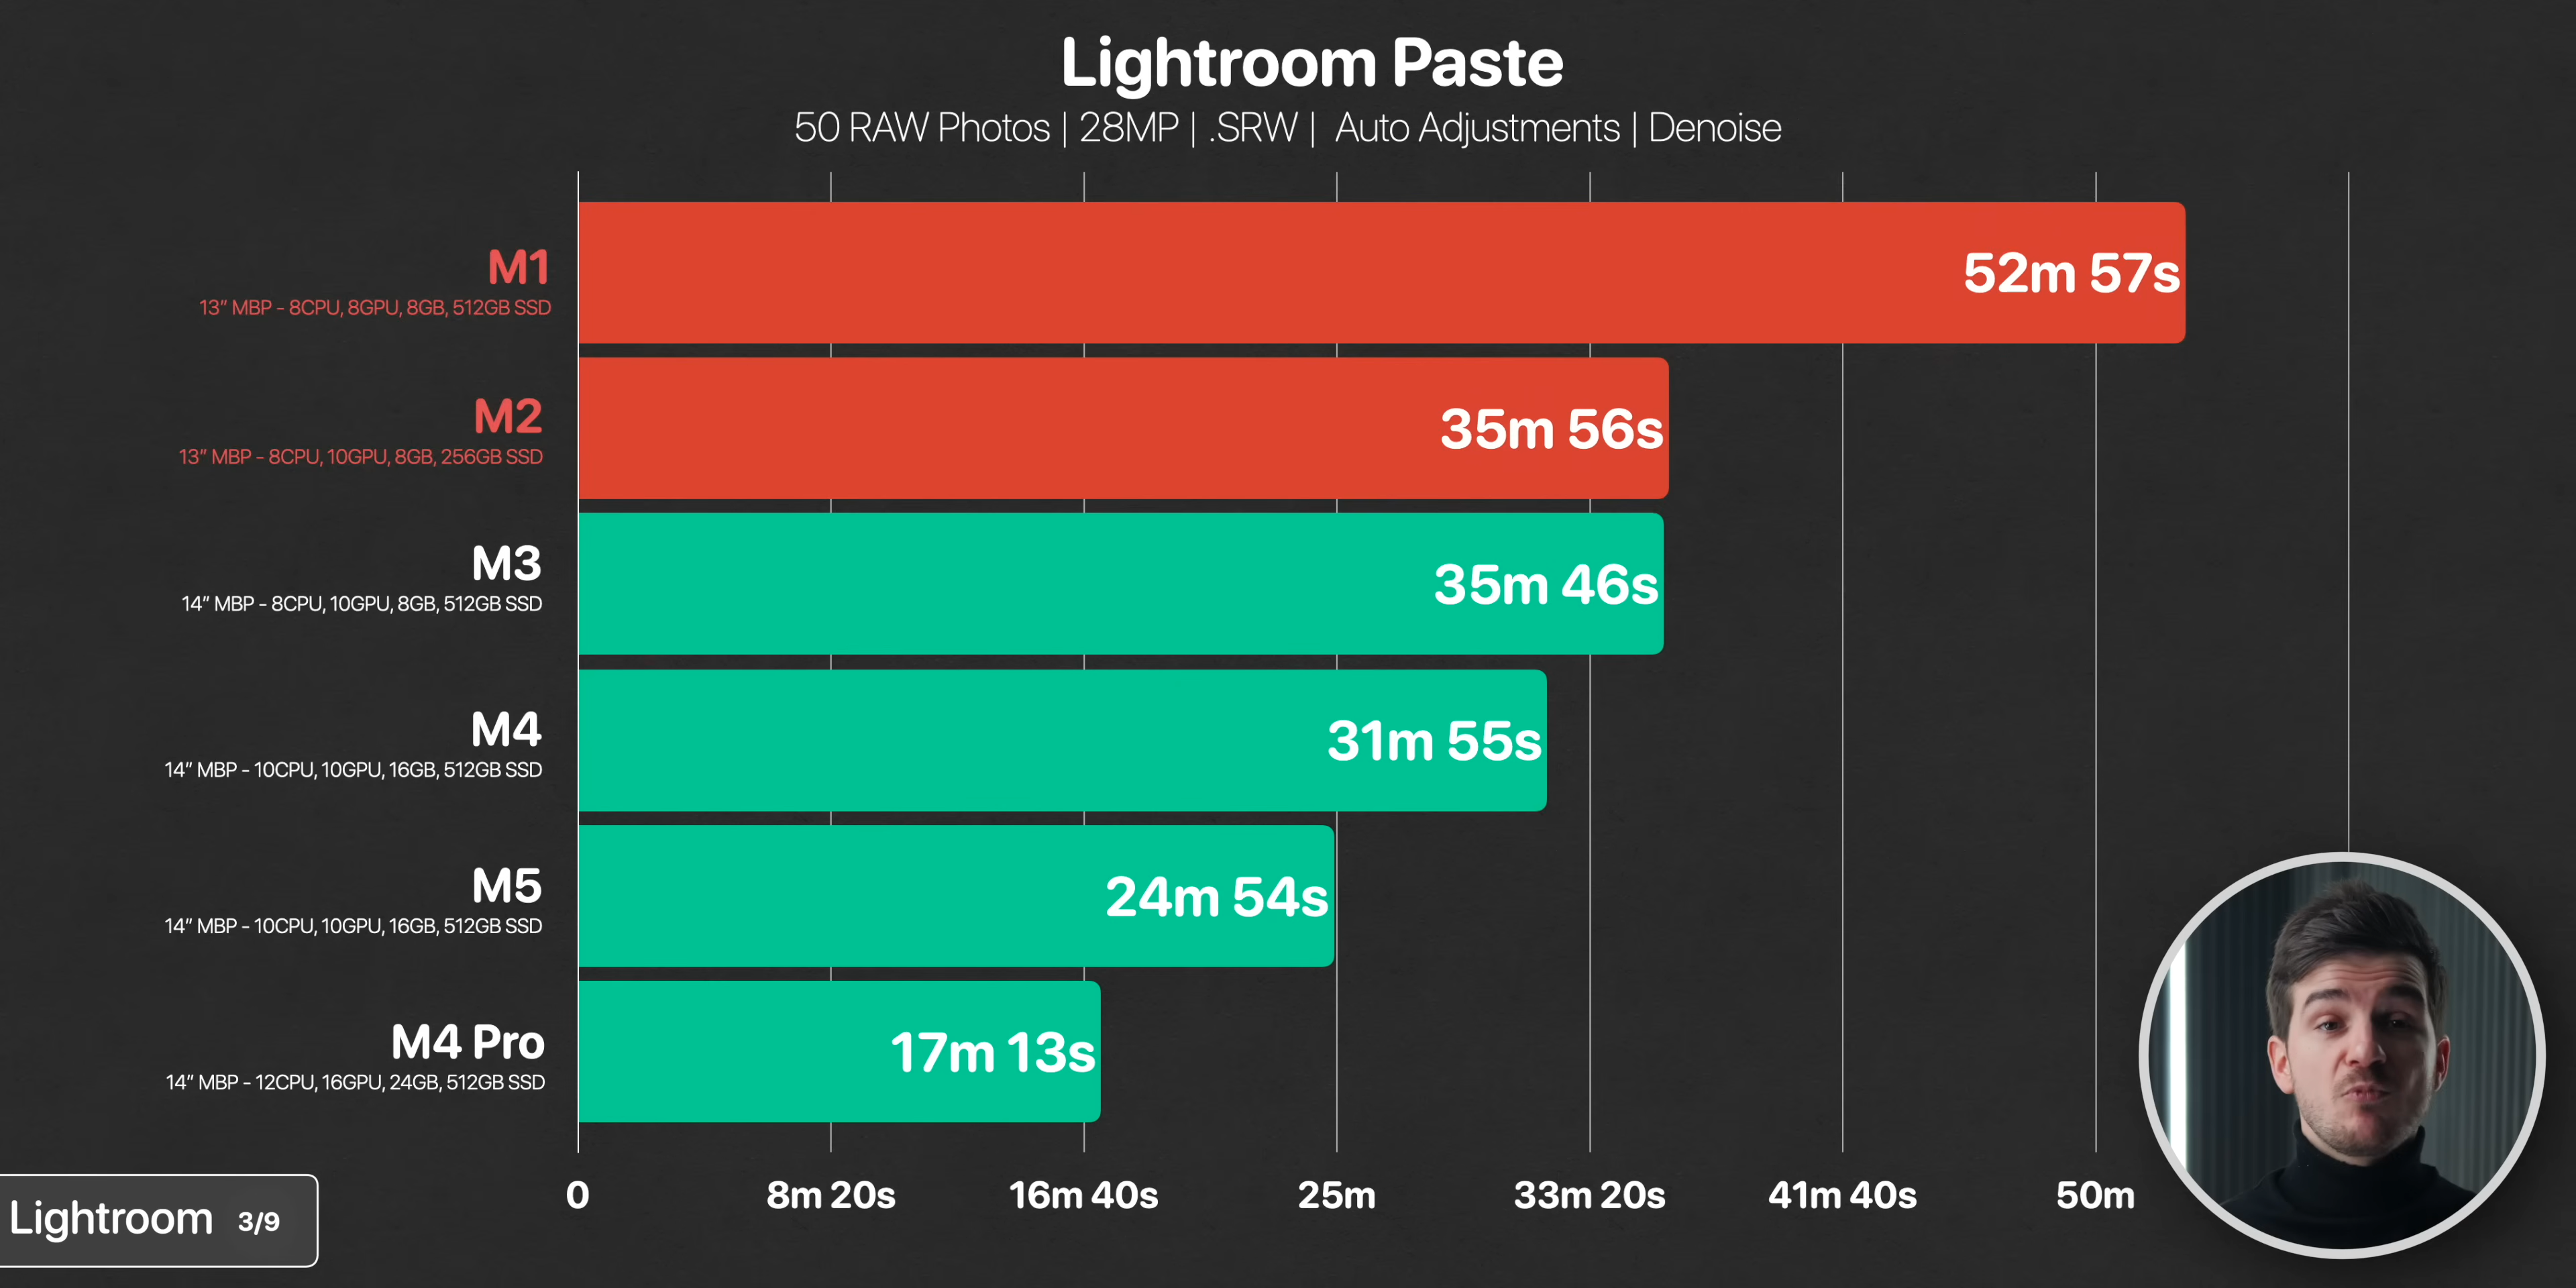 Lightroom Paste
50 RAW Photos | 28MP | .SRW | Auto Adjustments | Denoise
M1
13" MBP - 8CPU, 8GPU, 8GB, 512GB SSD
52m 57s
M2
13" MBP - 8CPU, 10GPU, 8GB, 256GB SSD
35m 56s
M3
14" MBP - 8CPU, 10GPU, 8GB, 512GB SSD
35m 46s
M4
14" MBP - 10CPU, 10GPU, 16GB, 512GB SSD
31m 55s
M5
14" MBP - 10CPU, 10GPU, 16GB, 512GB SSD
24m 54s
M4 Pro
14" MBP - 12CPU, 16GPU, 24GB, 512GB SSD
17m 13s
0 8m 20s 16m 40s 25m 33m 20s 41m 40s 50m
Lightroom 3/9